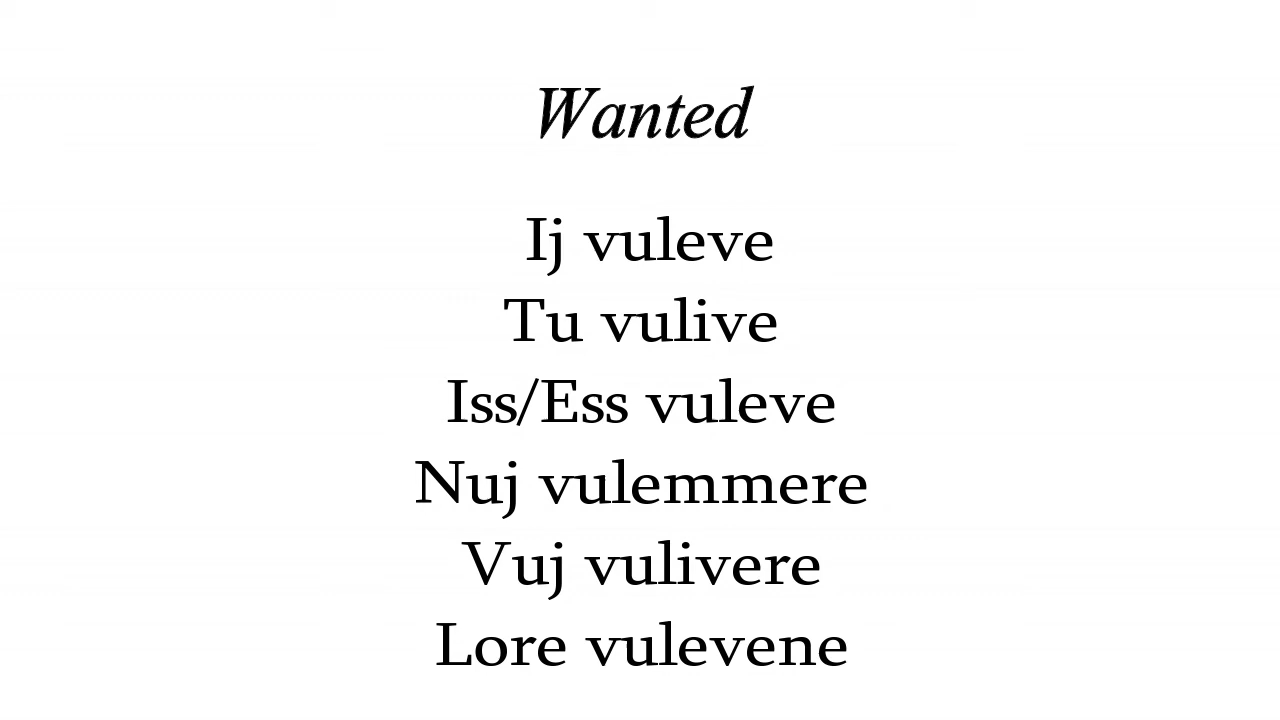 Wanted
Ij vuleve
Tu vulive
Iss/Ess vuleve
Nuj vulemmere
Vuj vulivere
Lore vulevene